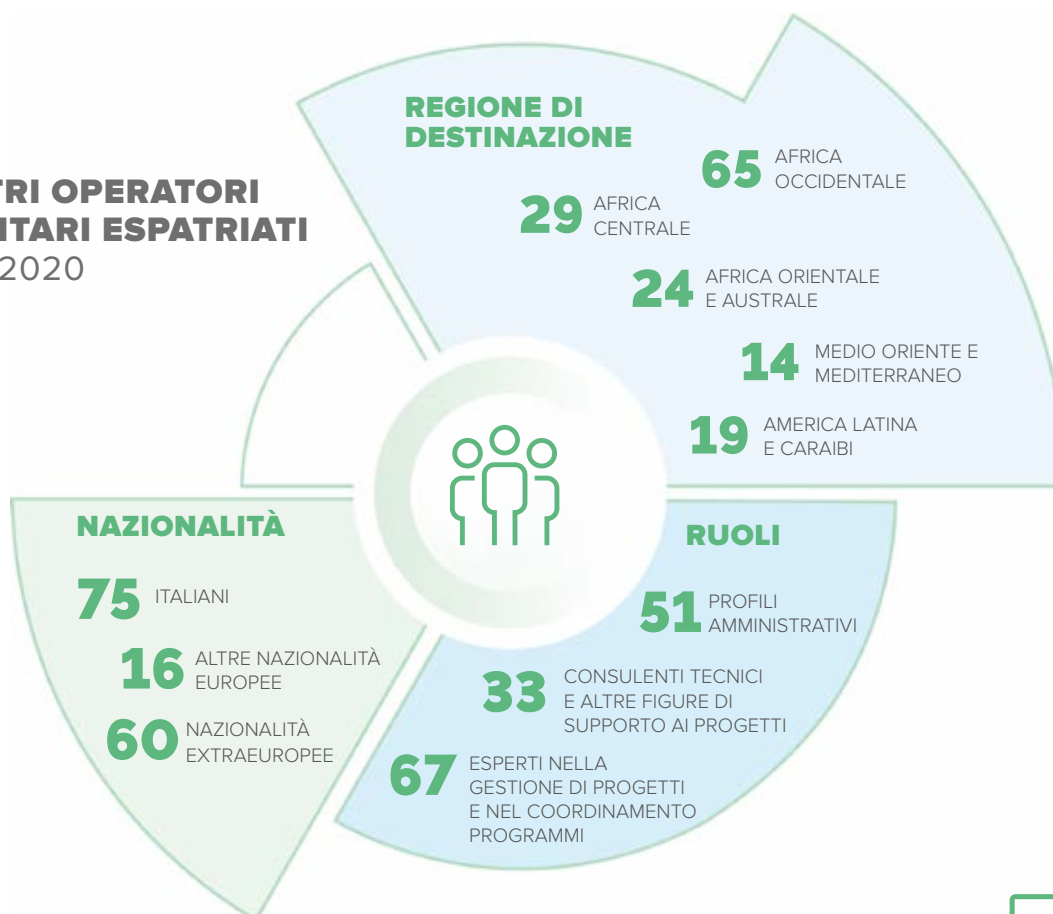 REGIONE DI
DESTINAZIONE
65 AFRICA
OCCIDENTALE
29 AFRICA
CENTRALE
24 AFRICA ORIENTALE
E AUSTRALE
14 MEDIO ORIENTE E
MEDITERRANEO
19 AMERICA LATINA
E CARAIBI
TRI OPERATORI
ITARI ESPATRIATI
2020
NAZIONALITÀ
75 ITALIANI
16 ALTRE NAZIONALITÀ
EUROPEE
60 NAZIONALITÀ
EXTRAEUROPEE
RUOLI
51 PROFILI
AMMINISTRATIVI
33 CONSULENTI TECNICI
E ALTRE FIGURE DI
SUPPORTO AI PROGETTI
67 ESPERTI NELLA
GESTIONE DI PROGETTI
E NEL COORDINAMENTO
PROGRAMMI